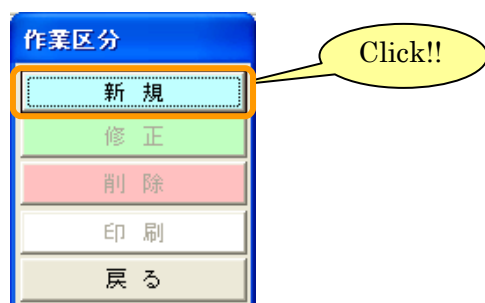 作業区分
Click!!
新 規
修 正
削 除
印 刷
戻 る